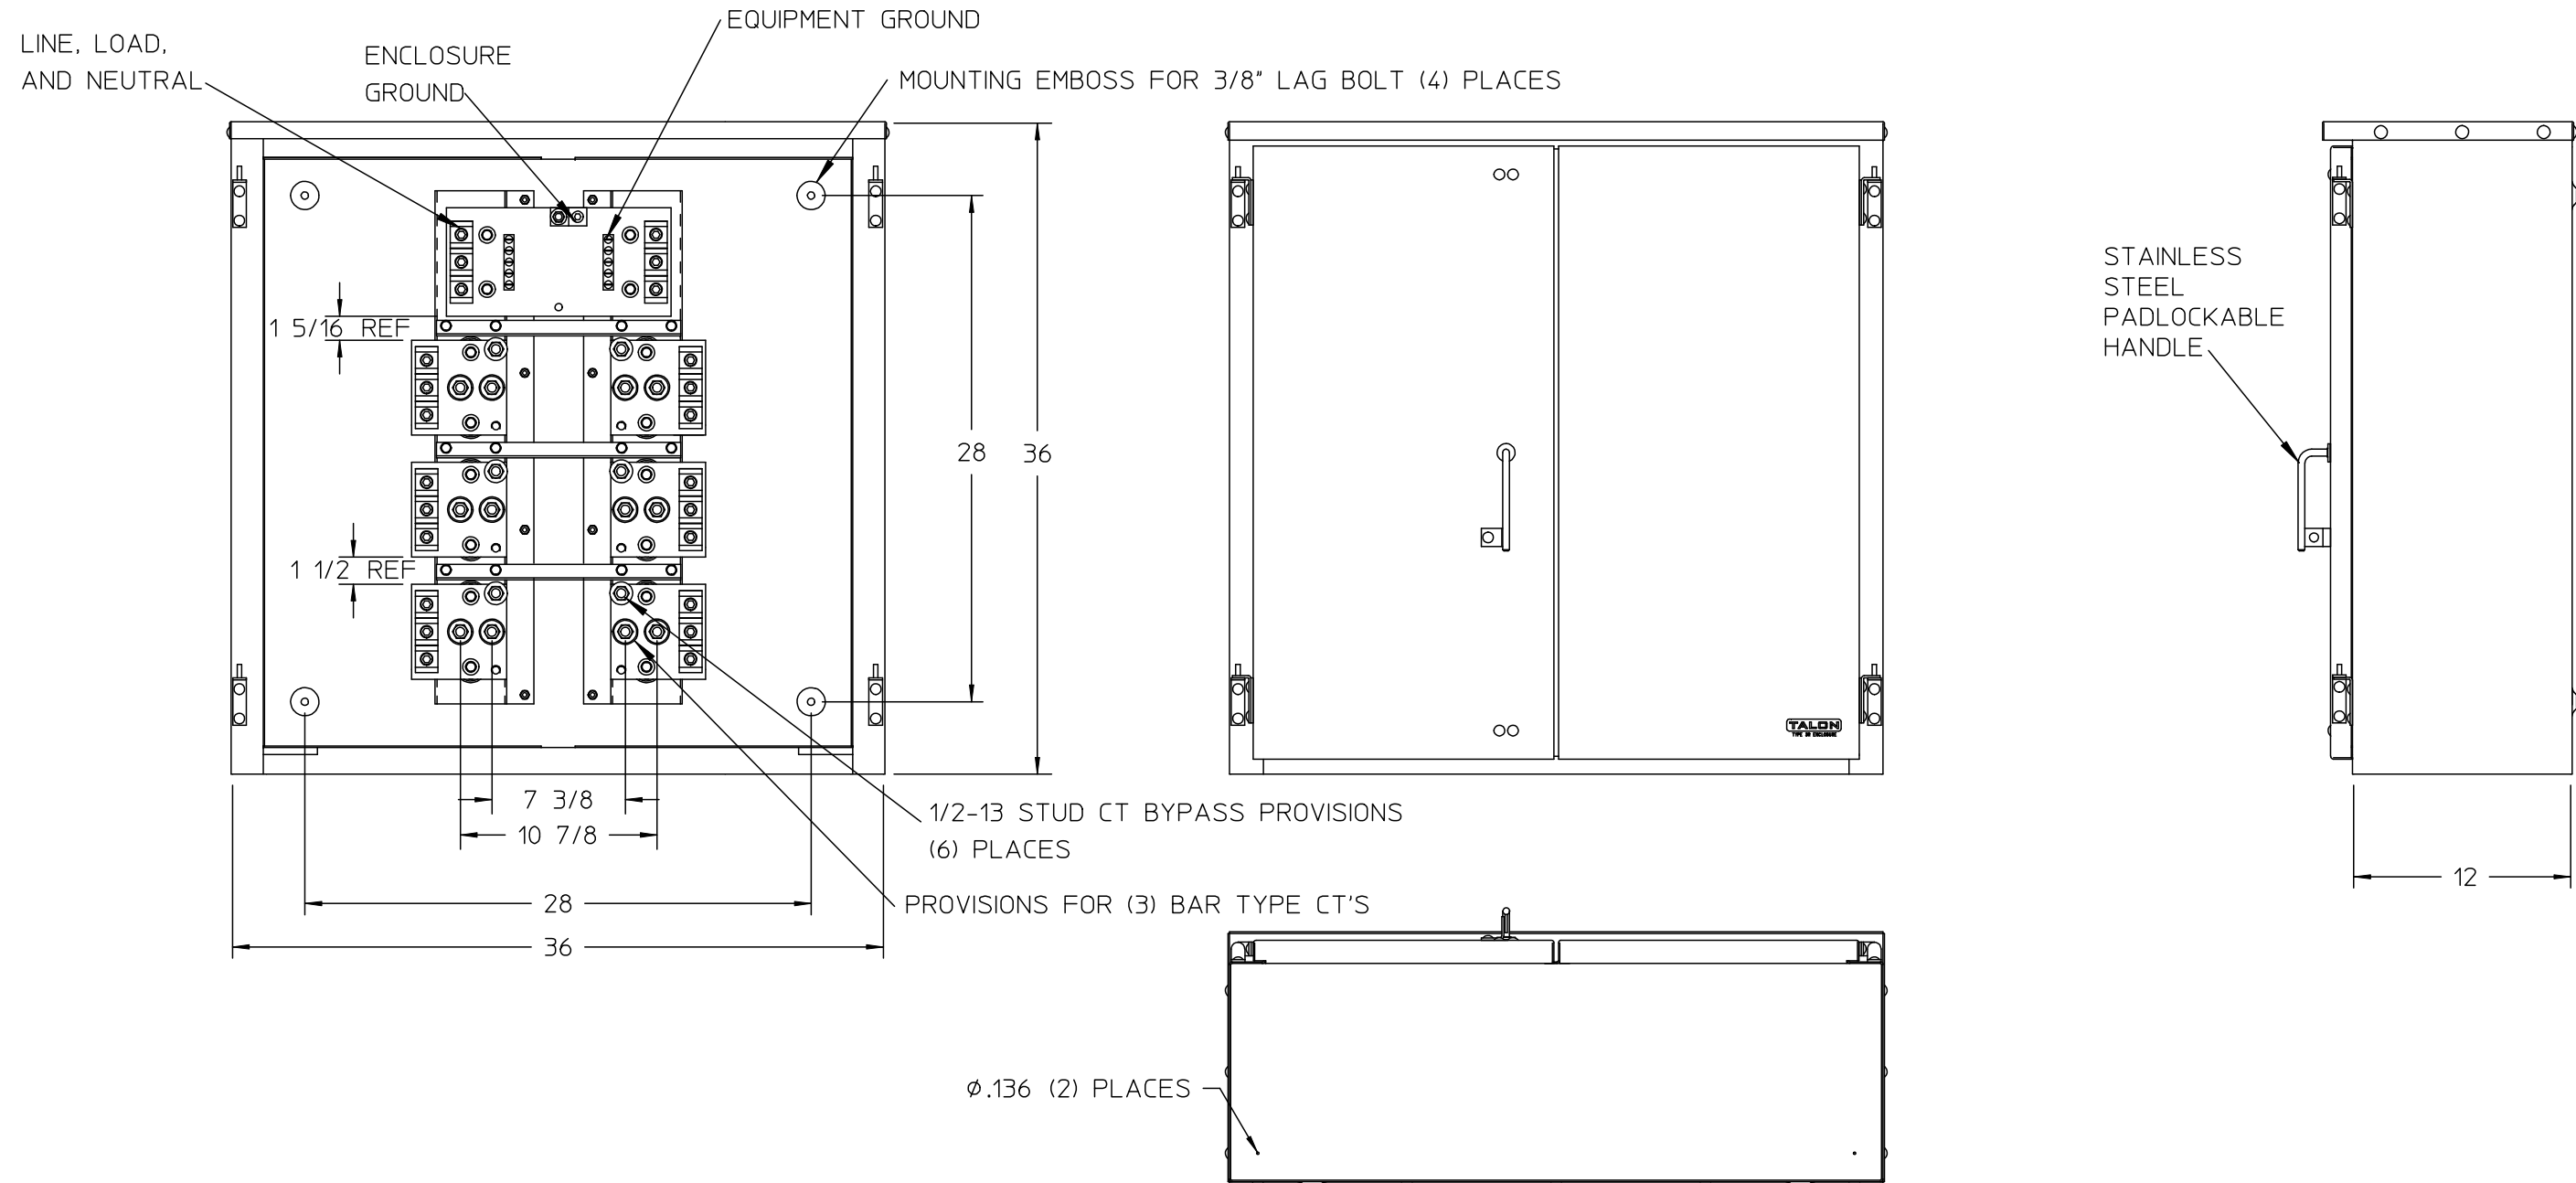 EQUIPMENT GROUND
LINE, LOAD,
AND NEUTRAL
ENCLOSURE
GROUND
MOUNTING EMBOSS FOR 3/8" LAG BOLT (4) PLACES
1 5/16 REF
1 1/2 REF
28
36
7 3/8
10 7/8
28
36
1/2-13 STUD CT BYPASS PROVISIONS
(6) PLACES
PROVISIONS FOR (3) BAR TYPE CT'S
TALON
TYPE 3R ENCLOSURE
STAINLESS
STEEL
PADLOCKABLE
HANDLE
12
Ø.136 (2) PLACES